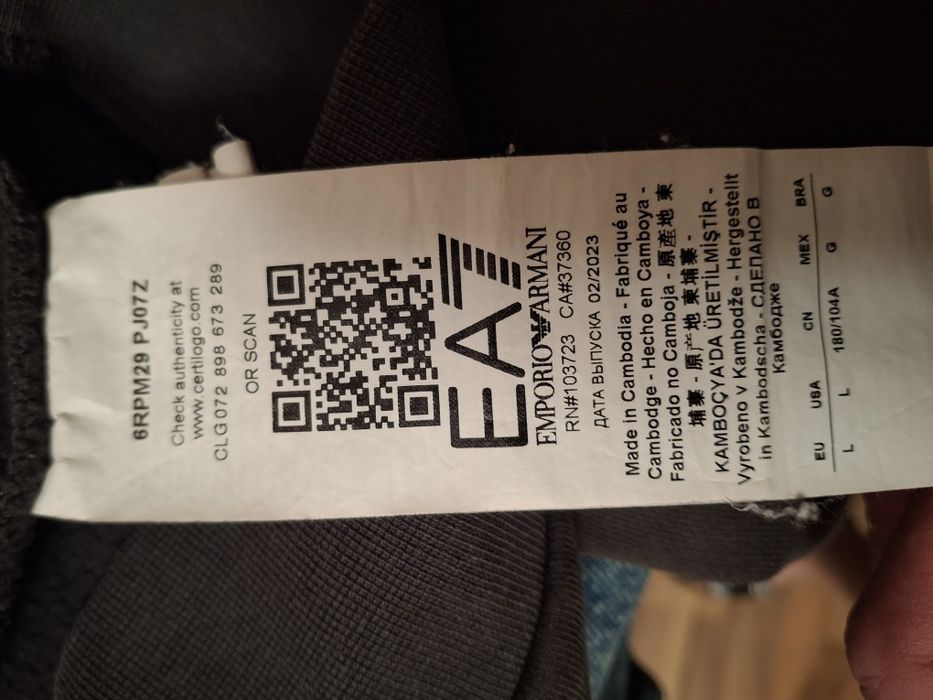 6RPM29 PJ07Z
Check authenticity at
www.certilogo.com
CLG 072 898 673 289
OR SCAN
EA7
EMPORIO ARMANI
RN#103723 CA#37360
ДАТА ВЫПУСКА 02/2023
Made in Cambodia - Fabriqué au
Cambodge - Hecho en Camboya -
Fabricado no Camboja - 原產地 柬
埔寨 - 原产地 柬埔寨 -
KAMBOÇYA'DA ÜRETİLMİŞTİR -
Vyrobeno v Kambodže - Hergestellt
in Kambodscha - СДЕЛАНО В
Камбодже
EU USA CN MEX BRA
L L 180/104A G G